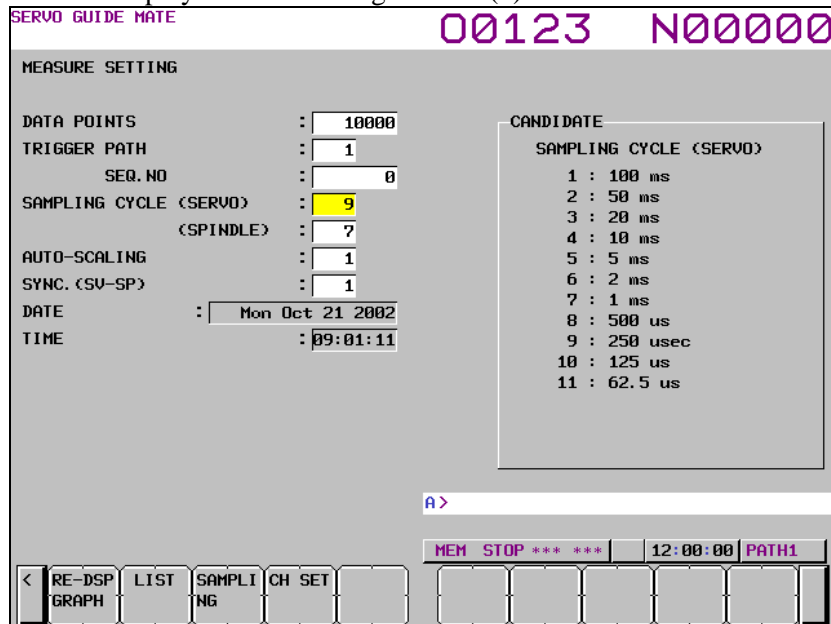 SERVO GUIDE MATE
O0123 N00000
MEASURE SETTING
DATA POINTS : 10000
TRIGGER PATH : 1
SEQ.NO : 0
SAMPLING CYCLE (SERVO) : 9
(SPINDLE) : 7
AUTO-SCALING : 1
SYNC.(SV-SP) : 1
DATE : Mon Oct 21 2002
TIME : 09:01:11
CANDIDATE
SAMPLING CYCLE (SERVO)
1 : 100 ms
2 : 50 ms
3 : 20 ms
4 : 10 ms
5 : 5 ms
6 : 2 ms
7 : 1 ms
8 : 500 us
9 : 250 usec
10 : 125 us
11 : 62.5 us
A>
MEM STOP *** *** 12:00:00 PATH1
< RE-DSP LIST SAMPLI CH SET
GRAPH NG